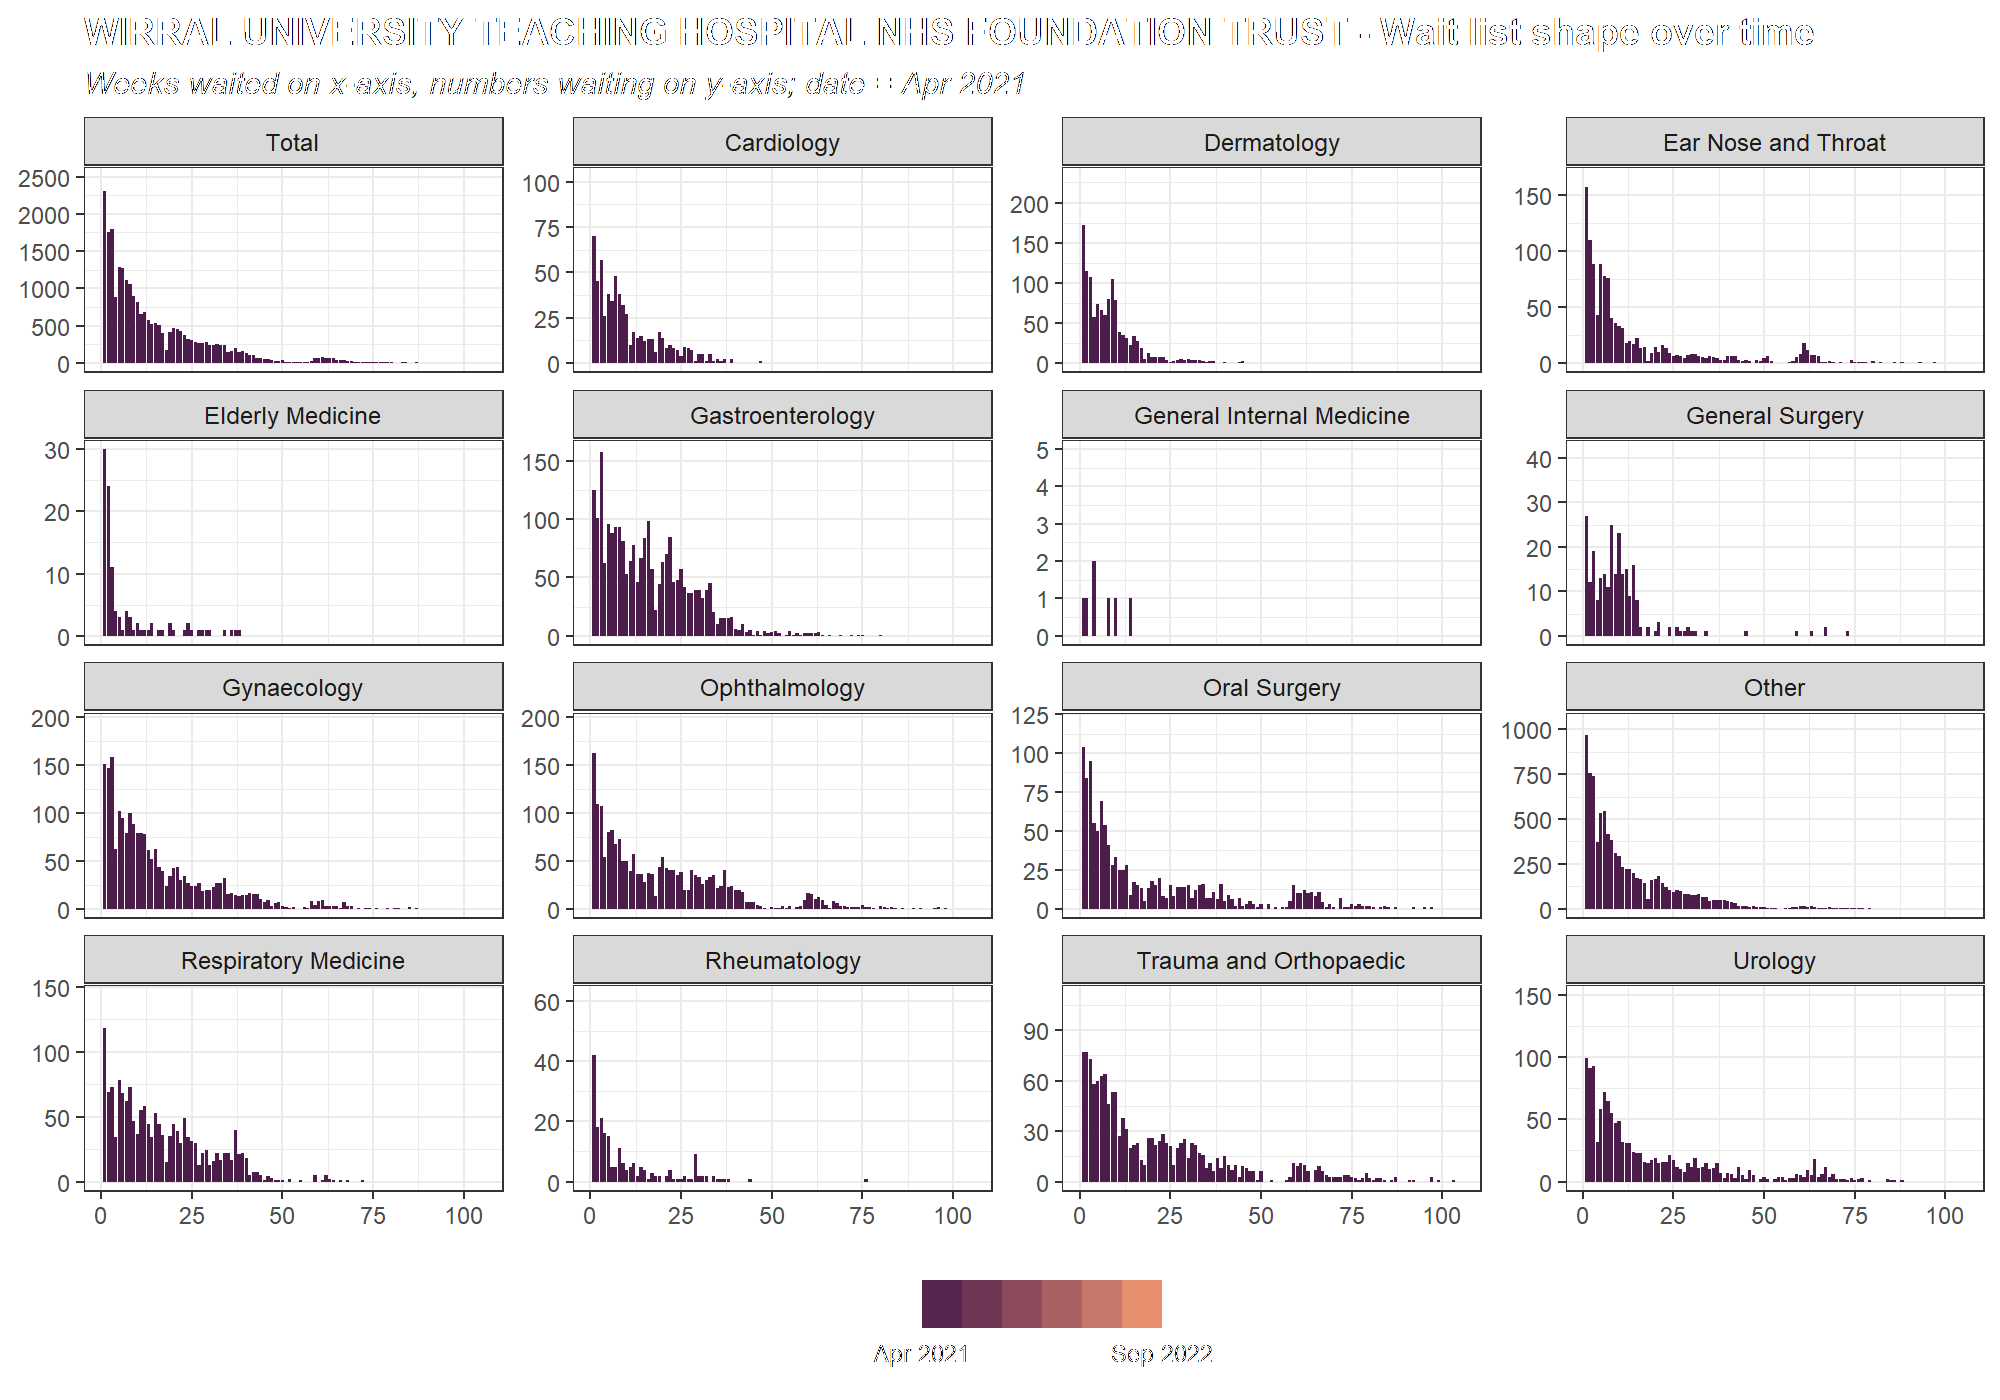 WIRRAL UNIVERSITY TEACHING HOSPITAL NHS FOUNDATION TRUST - Wait list shape over time
Weeks waited on x-axis, numbers waiting on y-axis; date = Apr 2021
Total Cardiology Dermatology Ear Nose and Throat
2500 2000 1500 1000 500 0
100 75 50 25 0
200 150 100 50 0
150 100 50 0
Elderly Medicine Gastroenterology General Internal Medicine General Surgery
30 20 10 0
150 100 50 0
5 4 3 2 1 0
40 30 20 10 0
Gynaecology Ophthalmology Oral Surgery Other
200 150 100 50 0
200 150 100 50 0
125 100 75 50 25 0
1000 750 500 250 0
Respiratory Medicine Rheumatology Trauma and Orthopaedic Urology
150 100 50 0
60 40 20 0
90 60 30 0
150 100 50 0
0 25 50 75 100 0 25 50 75 100 0 25 50 75 100 0 25 50 75 100
Apr 2021 Sep 2022